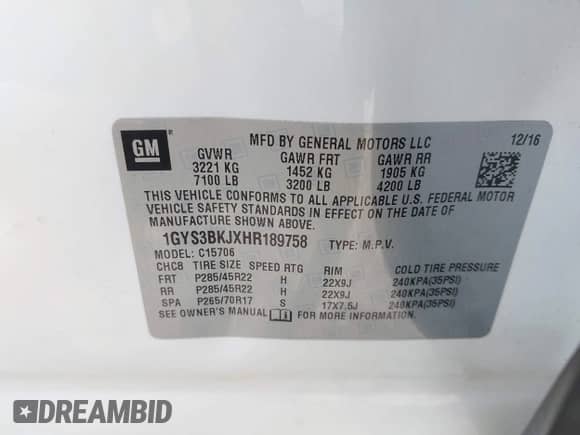 GM
MFD BY GENERAL MOTORS LLC 12/16
GVWR GAWR FRT GAWR RR
3221 KG 1452 KG 1905 KG
7100 LB 3200 LB 4200 LB
THIS VEHICLE CONFORMS TO ALL APPLICABLE U.S. FEDERAL MOTOR
VEHICLE SAFETY STANDARDS IN EFFECT ON THE DATE OF
MANUFACTURE SHOWN ABOVE.
1GYS3BKJXHR189758 TYPE: M.P.V.
MODEL: C15706
CHCB TIRE SIZE SPEED RTG RIM COLD TIRE PRESSURE
FRT P285/45R22 H 22X9J 240KPA(35PSI)
RR P285/45R22 H 22X9J 240KPA(35PSI)
SPA P265/70R17 S 17X7.5J 240KPA(35PSI)
SEE OWNER'S MANUAL FOR MORE INFORMATION.
DREAMBID